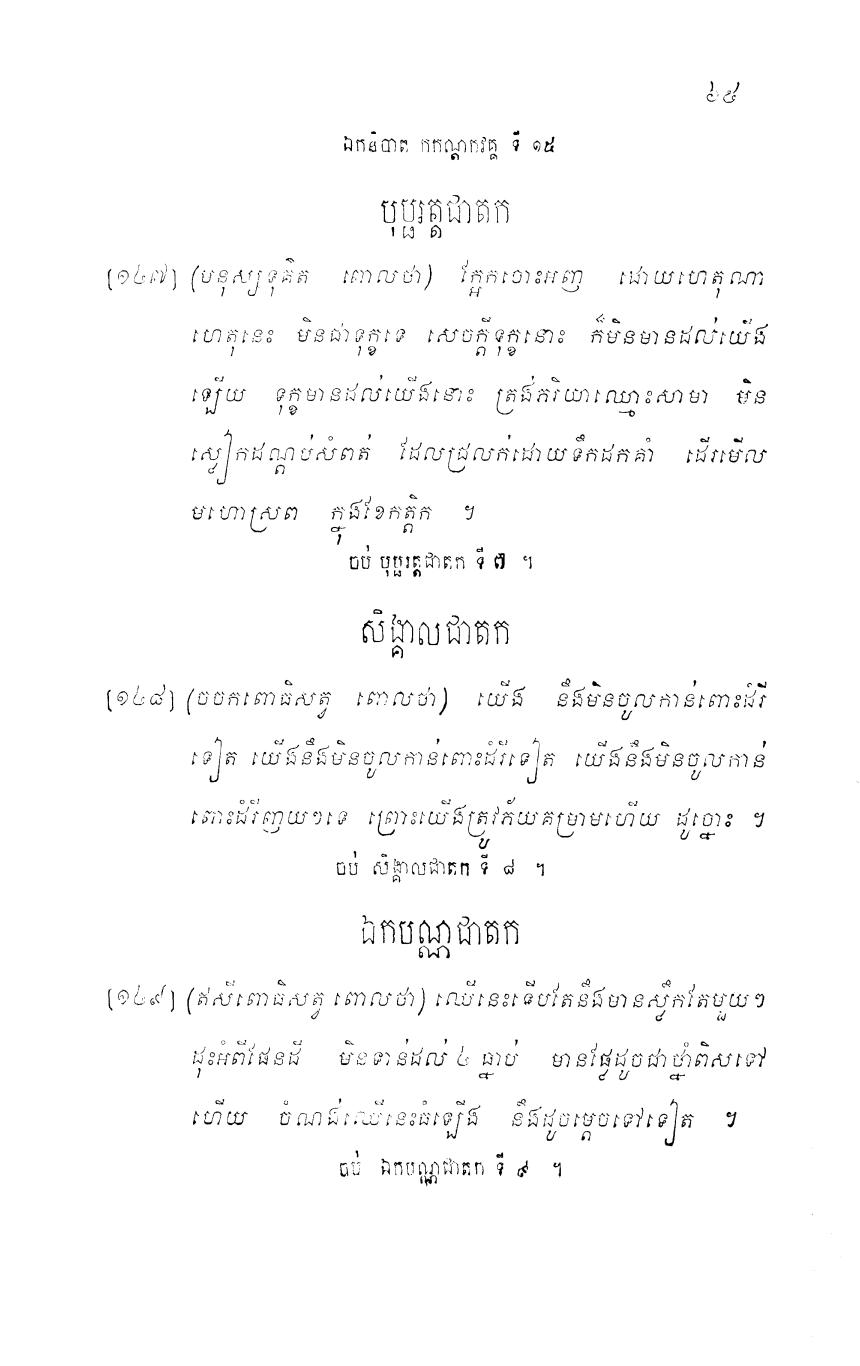 ៦៩
ឯកនិបាត កកណ្ដកវគ្គ ទី ១៥
បុប្ផរត្តជាតក
[១៤៧] (មនុស្សទុគិត ពោលថា) ក្អែកចោះអញ ដោយហេតុណា
ហេតុនេះ មិនជាទុក្ខទេ សេចក្ដីទុក្ខនោះ ក៏មិនមានដល់យើង
ឡើយ ទុក្ខមានដល់យើងនោះ ត្រង់ភរិយាឈ្មោះសាមា មិន
ស្លៀកដណ្ដប់សំពត់ ដែលជ្រលក់ដោយទឹកដកគាំ ដើរមើល
មហោស្រព ក្នុងខែកត្តិក ។
ចប់ បុប្ផរត្តជាតក ទី ៧ ។
សិង្គាលជាតក
[១៤៨] (ចចកពោធិសត្វ ពោលថា) យើង នឹងមិនចូលកាន់ពោះដំរី
ទៀត យើងនឹងមិនចូលកាន់ពោះដំរីទៀត យើងនឹងមិនចូលកាន់
ពោះដំរីញយៗទេ ព្រោះយើងត្រូវភ័យគម្រាមហើយ ដូច្នោះ ។
ចប់ សិង្គាលជាតក ទី ៨ ។
ឯកបណ្ណជាតក
[១៤៩] (ឥសីពោធិសត្វ ពោលថា) ឈើនេះទើបតែនឹងមានស្លឹកតែមួយៗ
ដុះអំពីផែនដី មិនទាន់ដល់ ៤ ធ្នាប់ មានផ្លែដូចជាថ្នាំពិសទៅ
ហើយ ចំណង់ឈើនេះធំឡើង នឹងដូចម្ដេចទៅទៀត ។
ចប់ ឯកបណ្ណជាតក ទី ៩ ។